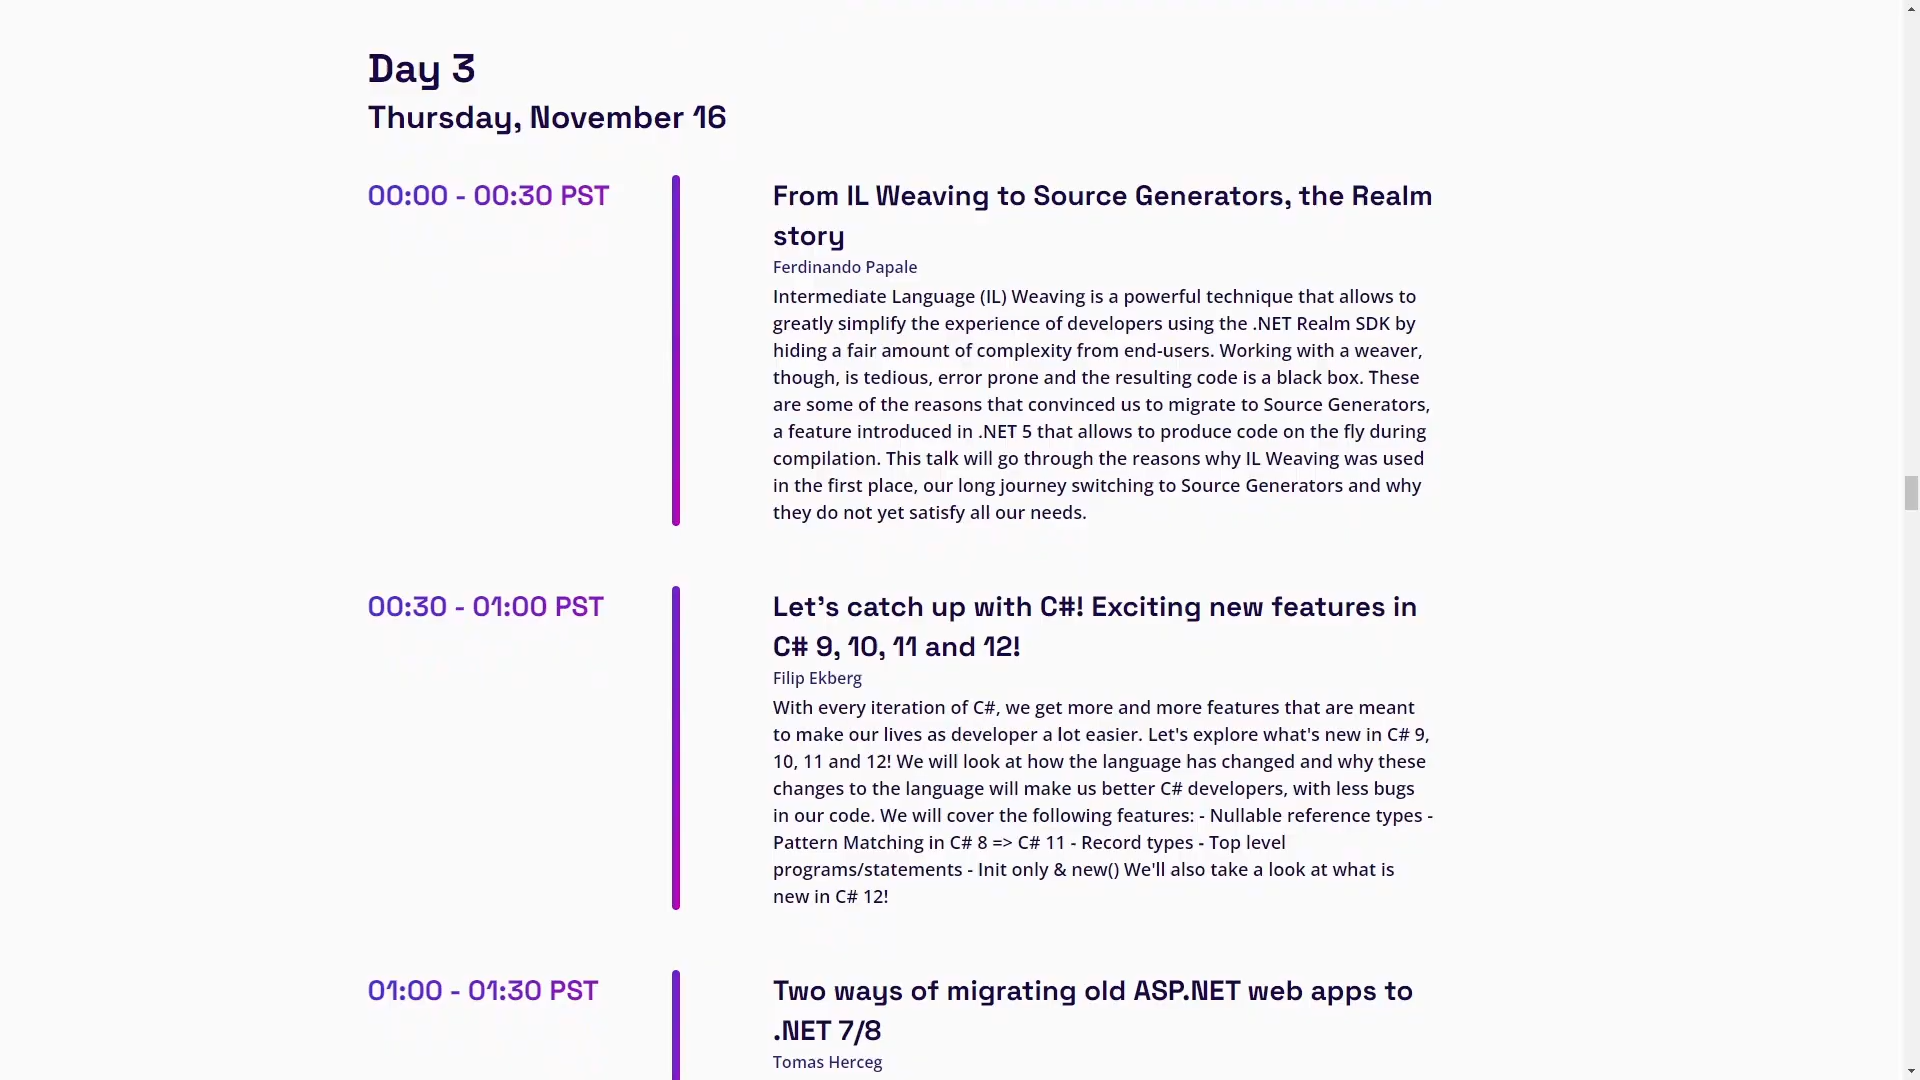 Day 3
Thursday, November 16
00:00 - 00:30 PST
From IL Weaving to Source Generators, the Realm
story
Ferdinando Papale
Intermediate Language (IL) Weaving is a powerful technique that allows to
greatly simplify the experience of developers using the .NET Realm SDK by
hiding a fair amount of complexity from end-users. Working with a weaver,
though, is tedious, error prone and the resulting code is a black box. These
are some of the reasons that convinced us to migrate to Source Generators,
a feature introduced in .NET 5 that allows to produce code on the fly during
compilation. This talk will go through the reasons why IL Weaving was used
in the first place, our long journey switching to Source Generators and why
they do not yet satisfy all our needs.
00:30 - 01:00 PST
Let’s catch up with C#! Exciting new features in
C# 9, 10, 11 and 12!
Filip Ekberg
With every iteration of C#, we get more and more features that are meant
to make our lives as developer a lot easier. Let's explore what's new in C# 9,
10, 11 and 12! We will look at how the language has changed and why these
changes to the language will make us better C# developers, with less bugs
in our code. We will cover the following features: - Nullable reference types -
Pattern Matching in C# 8 => C# 11 - Record types - Top level
programs/statements - Init only & new() We'll also take a look at what is
new in C# 12!
01:00 - 01:30 PST
Two ways of migrating old ASP.NET web apps to
.NET 7/8
Tomas Herceg